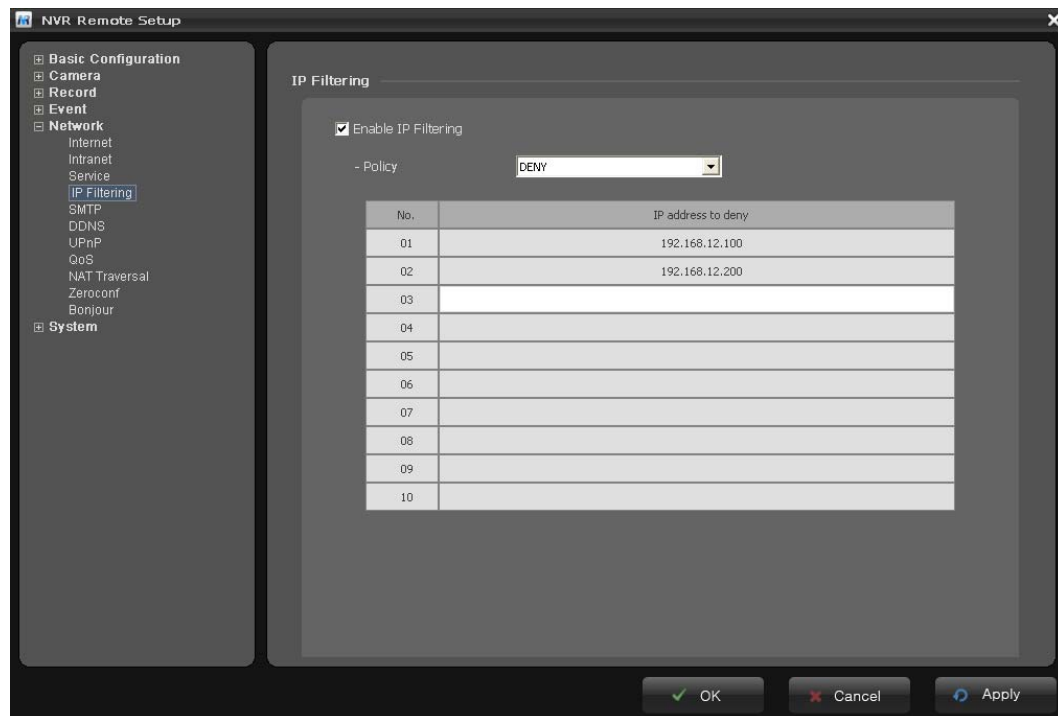 NVR Remote Setup
Basic Configuration
Camera
Record
Event
Network
Internet
Intranet
Service
IP Filtering
SMTP
DDNS
UPnP
QoS
NAT Traversal
Zeroconf
Bonjour
System
IP Filtering
Enable IP Filtering
- Policy DENY
No. IP address to deny
01 192.168.12.100
02 192.168.12.200
03
04
05
06
07
08
09
10
OK Cancel Apply